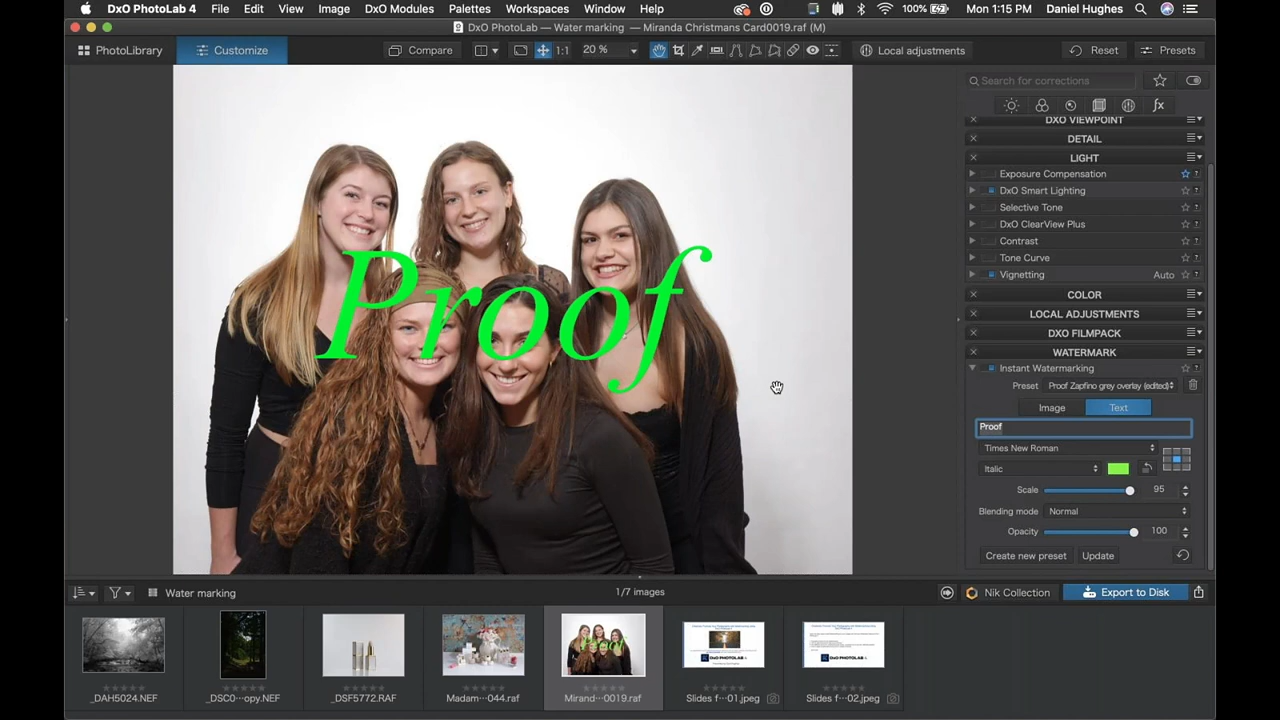 DxO PhotoLab 4 File Edit View Image DxO Modules Palettes Workspaces Window Help 100% Mon 1:15 PM Daniel Hughes
DxO PhotoLab — Water marking — Miranda Christmans Card0019.raf (M)
PhotoLibrary Customize Compare 1:1 20 % Local adjustments Reset Presets
Search for corrections
fx
DXO VIEWPOINT
DETAIL
LIGHT
Exposure Compensation
DxO Smart Lighting
Selective Tone
DxO ClearView Plus
Contrast
Tone Curve
Vignetting Auto
COLOR
LOCAL ADJUSTMENTS
DXO FILMPACK
WATERMARK
Instant Watermarking
Preset Proof Zapfino grey overlay (edited)
Image Text
Proof
Times New Roman
Italic
Scale 95
Blending mode Normal
Opacity 100
Create new preset Update
Proof
Water marking 1/7 images Nik Collection Export to Disk
DXO PHOTOLAB DXO PHOTOLAB
_DAH5024.NEF _DSC0···opy.NEF _DSF5772.RAF Madam···044.raf Mirand···0019.raf Slides f···01.jpeg Slides f···02.jpeg